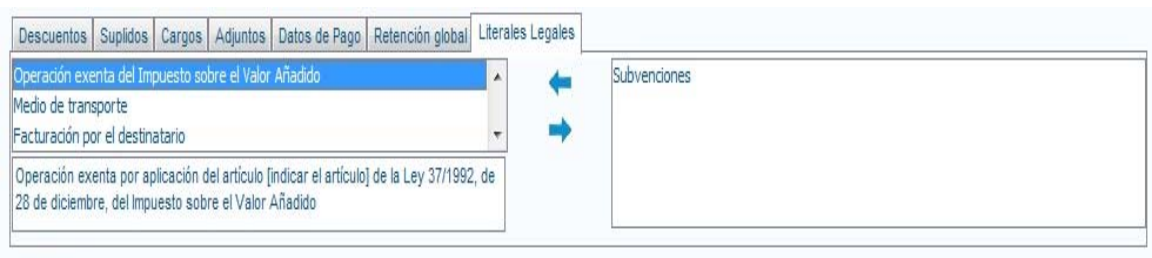 Descuentos Suplidos Cargos Adjuntos Datos de Pago Retención global Literales Legales
Operación exenta del Impuesto sobre el Valor Añadido
Medio de transporte
Facturación por el destinatario
Operación exenta por aplicación del artículo [indicar el artículo] de la Ley 37/1992, de
28 de diciembre, del Impuesto sobre el Valor Añadido
Subvenciones